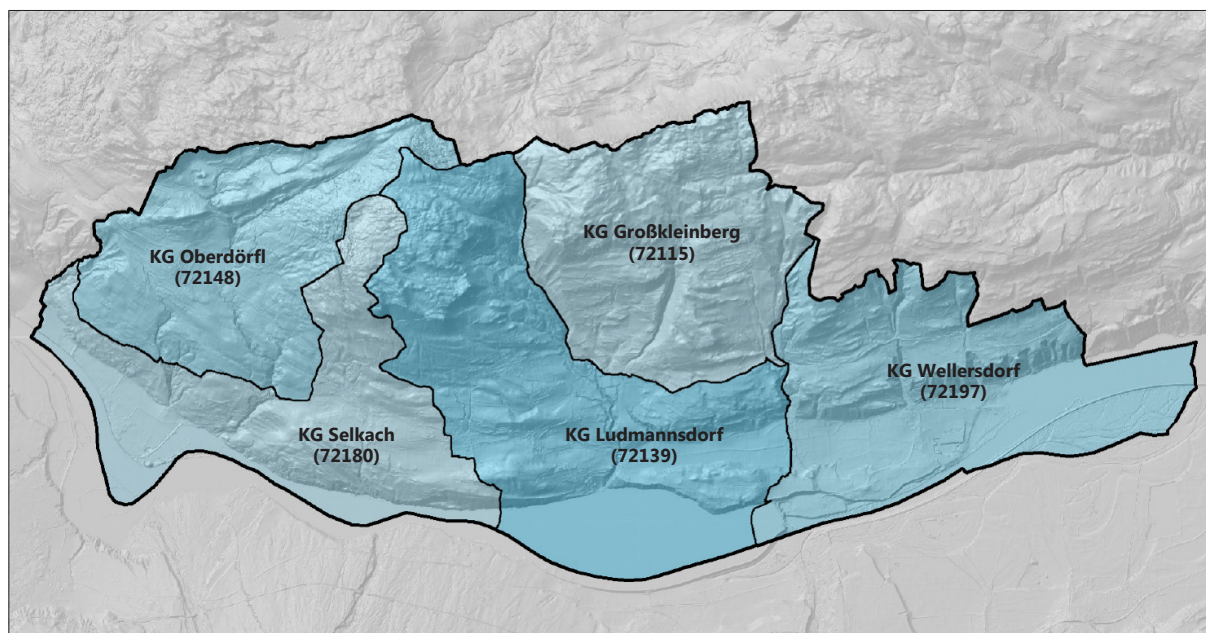 KG Großkleinberg
(72115)
KG Oberdörfl
(72148)
KG Wellersdorf
(72197)
KG Selkach
(72180)
KG Ludmannsdorf
(72139)